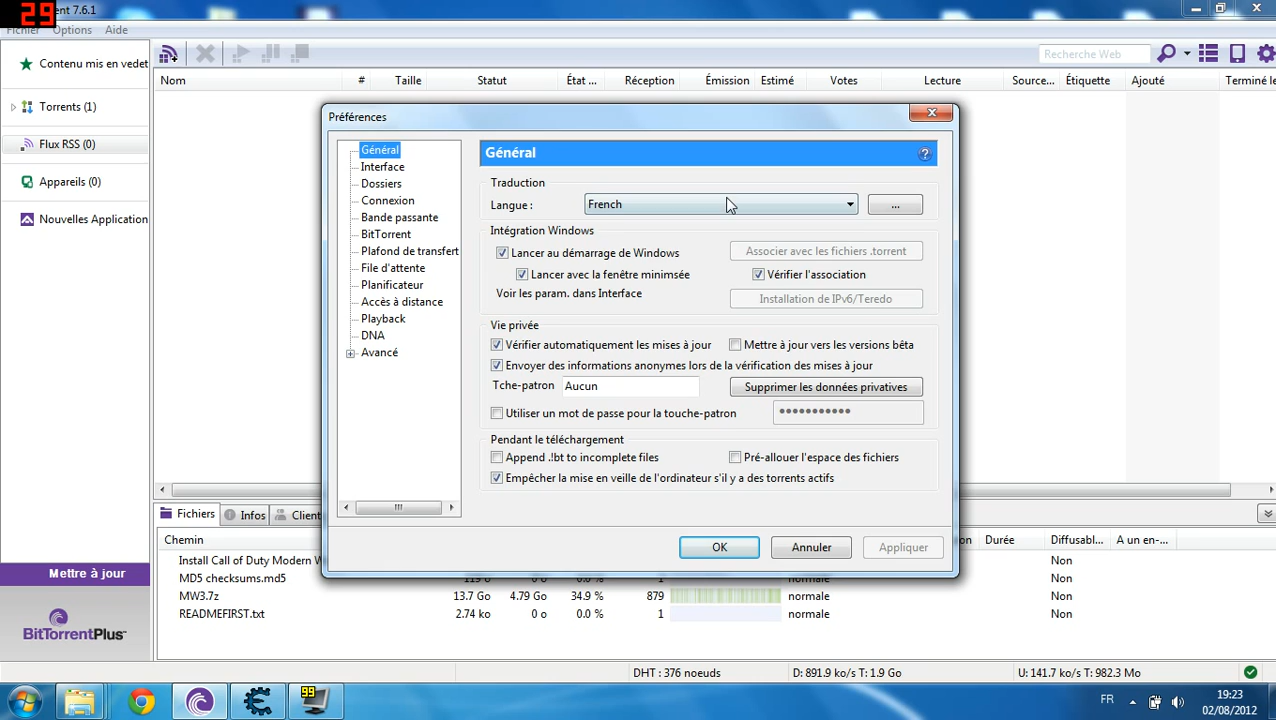 29
ent 7.6.1
Fichier Options Aide
Contenu mis en vedet
Torrents (1)
Flux RSS (0)
Appareils (0)
Nouvelles Application
Recherche Web
Nom # Taille Statut État ... Réception Émission Estimé Votes Lecture Source... Étiquette Ajouté Terminé le
Préférences
Général
Interface
Dossiers
Connexion
Bande passante
BitTorrent
Plafond de transfert
File d'attente
Planificateur
Accès à distance
Playback
DNA
Avancé
Général
Traduction
Langue : French ...
Intégration Windows
Lancer au démarrage de Windows Associer avec les fichiers .torrent
Lancer avec la fenêtre minimsée Vérifier l'association
Voir les param. dans Interface Installation de IPv6/Teredo
Vie privée
Vérifier automatiquement les mises à jour Mettre à jour vers les versions bêta
Envoyer des informations anonymes lors de la vérification des mises à jour
Tche-patron Aucun Supprimer les données privatives
Utiliser un mot de passe pour la touche-patron
Pendant le téléchargement
Append .!bt to incomplete files Pré-allouer l'espace des fichiers
Empêcher la mise en veille de l'ordinateur s'il y a des torrents actifs
OK Annuler Appliquer
Fichiers Infos Client
Chemin Durée Diffusabl... A un en-...
Install Call of Duty Modern W Non
MD5 checksums.md5 0.0 % 1 normale Non
MW3.7z 13.7 Go 4.79 Go 34.9 % 879 normale Non
READMEFIRST.txt 2.74 ko 0 o 0.0 % 1 normale Non
Mettre à jour
BitTorrentPlus
DHT : 376 noeuds D: 891.9 ko/s T: 1.9 Go U: 141.7 ko/s T: 982.3 Mo
99
FR
19:23
02/08/2012